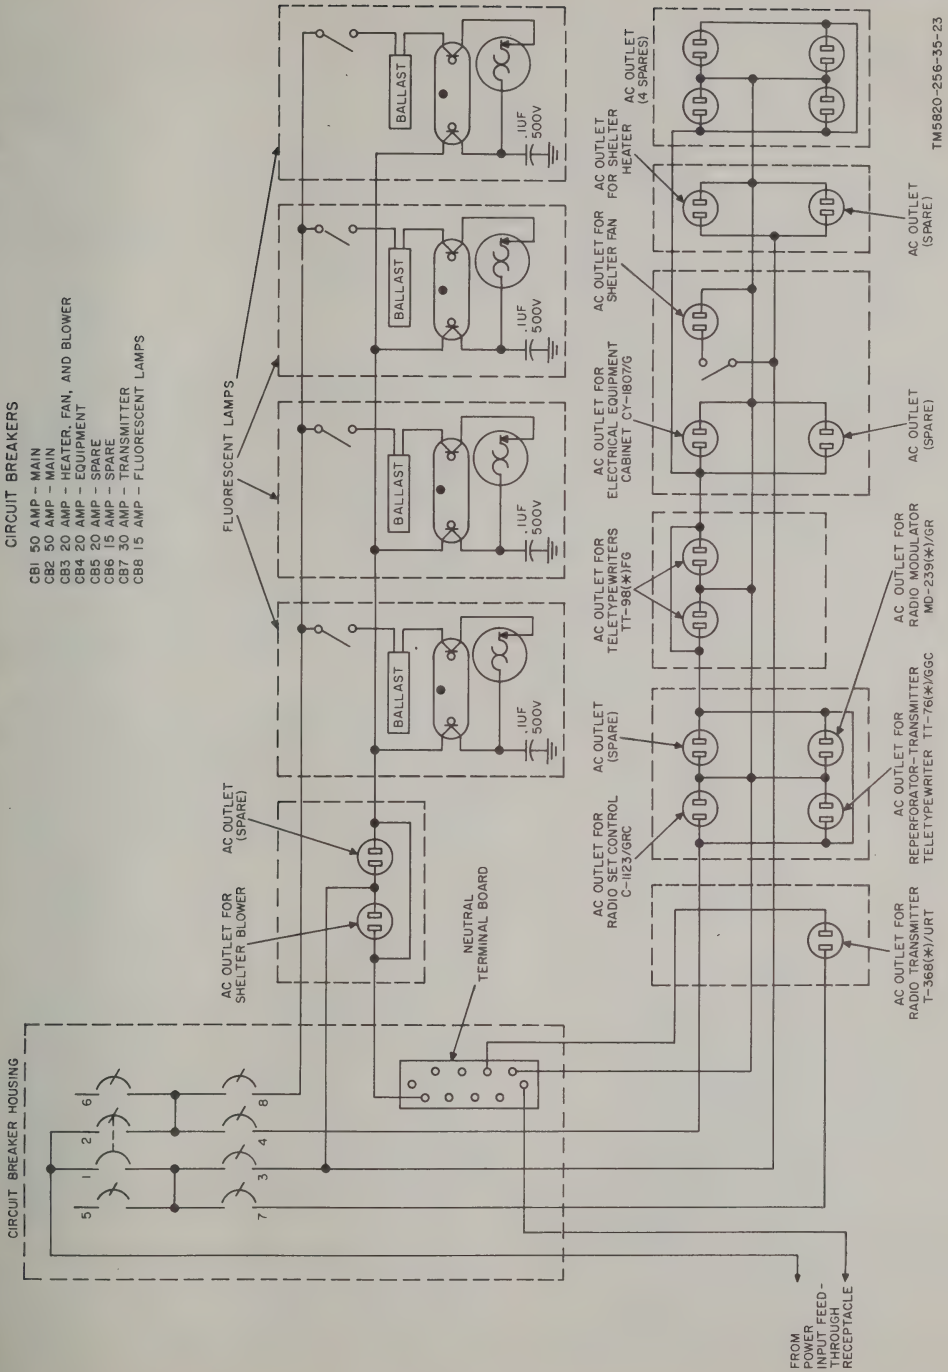 CIRCUIT BREAKERS
CB1 50 AMP - MAIN
CB2 50 AMP - MAIN
CB3 20 AMP - HEATER, FAN, AND BLOWER
CB4 20 AMP - EQUIPMENT
CB5 20 AMP - SPARE
CB6 15 AMP - SPARE
CB7 30 AMP - TRANSMITTER
CB8 15 AMP - FLUORESCENT LAMPS
CIRCUIT BREAKER HOUSING
5
1
2
6
7
3
4
8
FLUORESCENT LAMPS
BALLAST
.1UF
500V
BALLAST
.1UF
500V
BALLAST
.1UF
500V
BALLAST
.1UF
500V
AC OUTLET FOR
SHELTER BLOWER
AC OUTLET
(SPARE)
NEUTRAL
TERMINAL BOARD
AC OUTLET FOR
RADIO SET CONTROL
C-1123/GRC
AC OUTLET
(SPARE)
AC OUTLET FOR
TELETYPEWRITERS
TT-98(*)FG
AC OUTLET FOR
ELECTRICAL EQUIPMENT
CABINET CY-1807/G
AC OUTLET FOR
SHELTER FAN
AC OUTLET
FOR SHELTER
HEATER
AC OUTLET
(4 SPARES)
FROM
POWER
INPUT FEED-
THROUGH
RECEPTACLE
AC OUTLET FOR
RADIO TRANSMITTER
T-368(*)/URT
AC OUTLET FOR
REPERFORATOR-TRANSMITTER
TELETYPEWRITER TT-76(*)/GGC
AC OUTLET FOR
RADIO MODULATOR
MD-239(*)/GR
AC OUTLET
(SPARE)
AC OUTLET
(SPARE)
TM5820-256-35-23